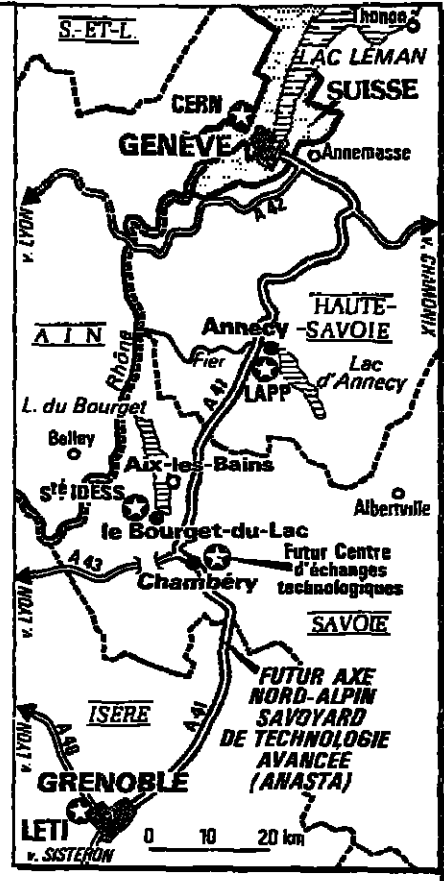 Thonon
S.-ET-L.
LAC LÉMAN
SUISSE
CERN
GENÈVE
Annemasse
A 42
v. LYON
v. CHAMONIX
HAUTE-
SAVOIE
AIN
Annecy
Fier
Rhône
Lac
d'Annecy
LAPP
A 41
L. du Bourget
Belley
Aix-les-Bains
Sté IDESS
Albertville
le Bourget-du-Lac
A 43
Futur Centre
d'échanges
technologiques
Chambéry
v. LYON
SAVOIE
FUTUR AXE
NORD-ALPIN
SAVOYARD
DE TECHNOLOGIE
AVANCÉE
(ANASTA)
ISÈRE
A 41
v. LYON
A 48
GRENOBLE
LETI
0 10 20 km
v. SISTERON